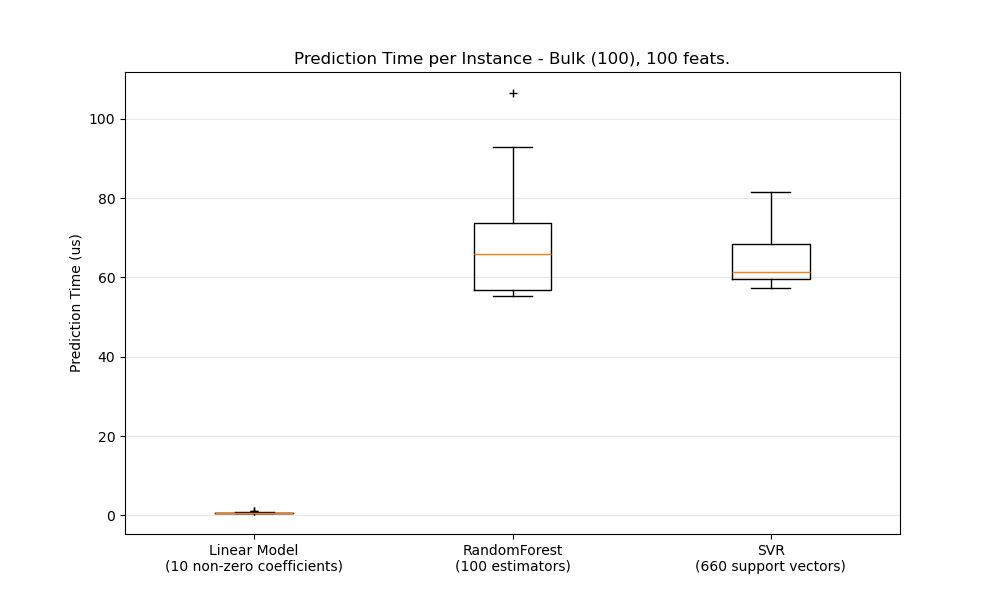 Prediction Time per Instance - Bulk (100), 100 feats.
Prediction Time (us)
100
80
60
40
20
0
Linear Model
(10 non-zero coefficients)
RandomForest
(100 estimators)
SVR
(660 support vectors)